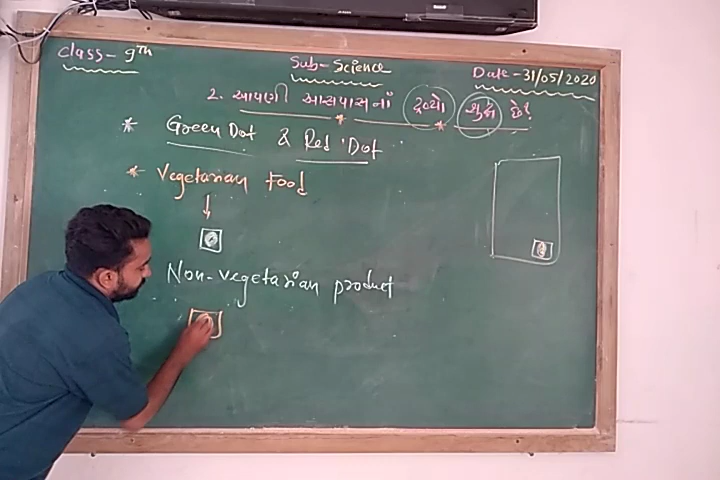 Class - 9th
Sub - Science
Date - 31/05/2020
2. આપણી આસપાસનાં દ્રવ્યો શુદ્ધ છે?
* Green Dot & Red Dot
* Vegetarian Food
Non-vegetarian product